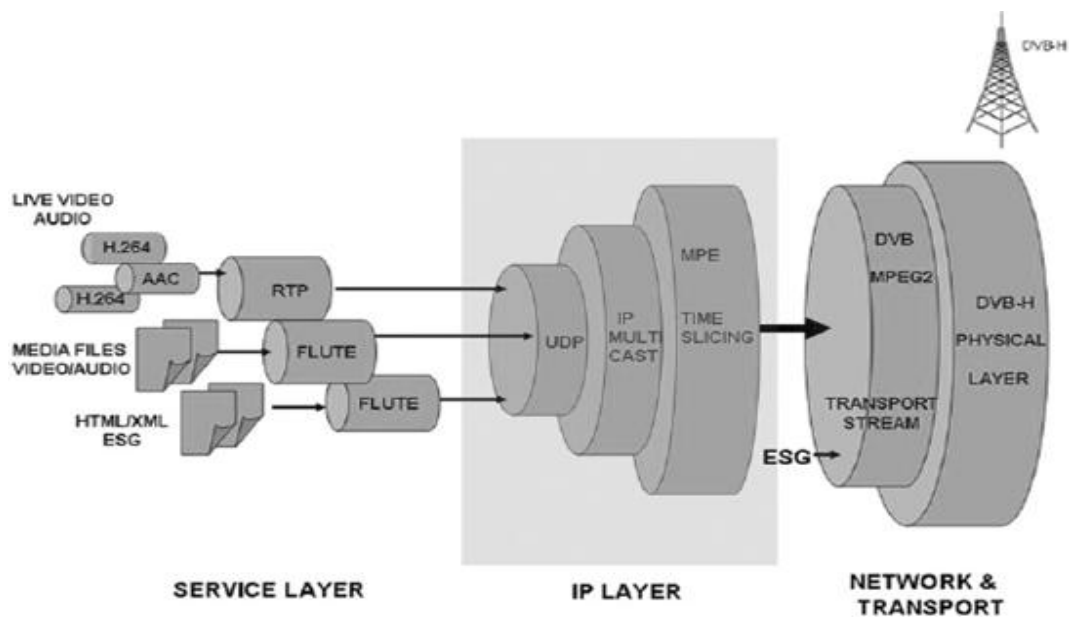 DVB-H
LIVE VIDEO
AUDIO
H.264
AAC
H.264
RTP
MEDIA FILES
VIDEO/AUDIO
FLUTE
HTML/XML
ESG
FLUTE
UDP
IP
MULTI
CAST
MPE
TIME
SLICING
DVB
MPEG2
TRANSPORT
STREAM
ESG
DVB-H
PHYSICAL
LAYER
SERVICE LAYER
IP LAYER
NETWORK &
TRANSPORT